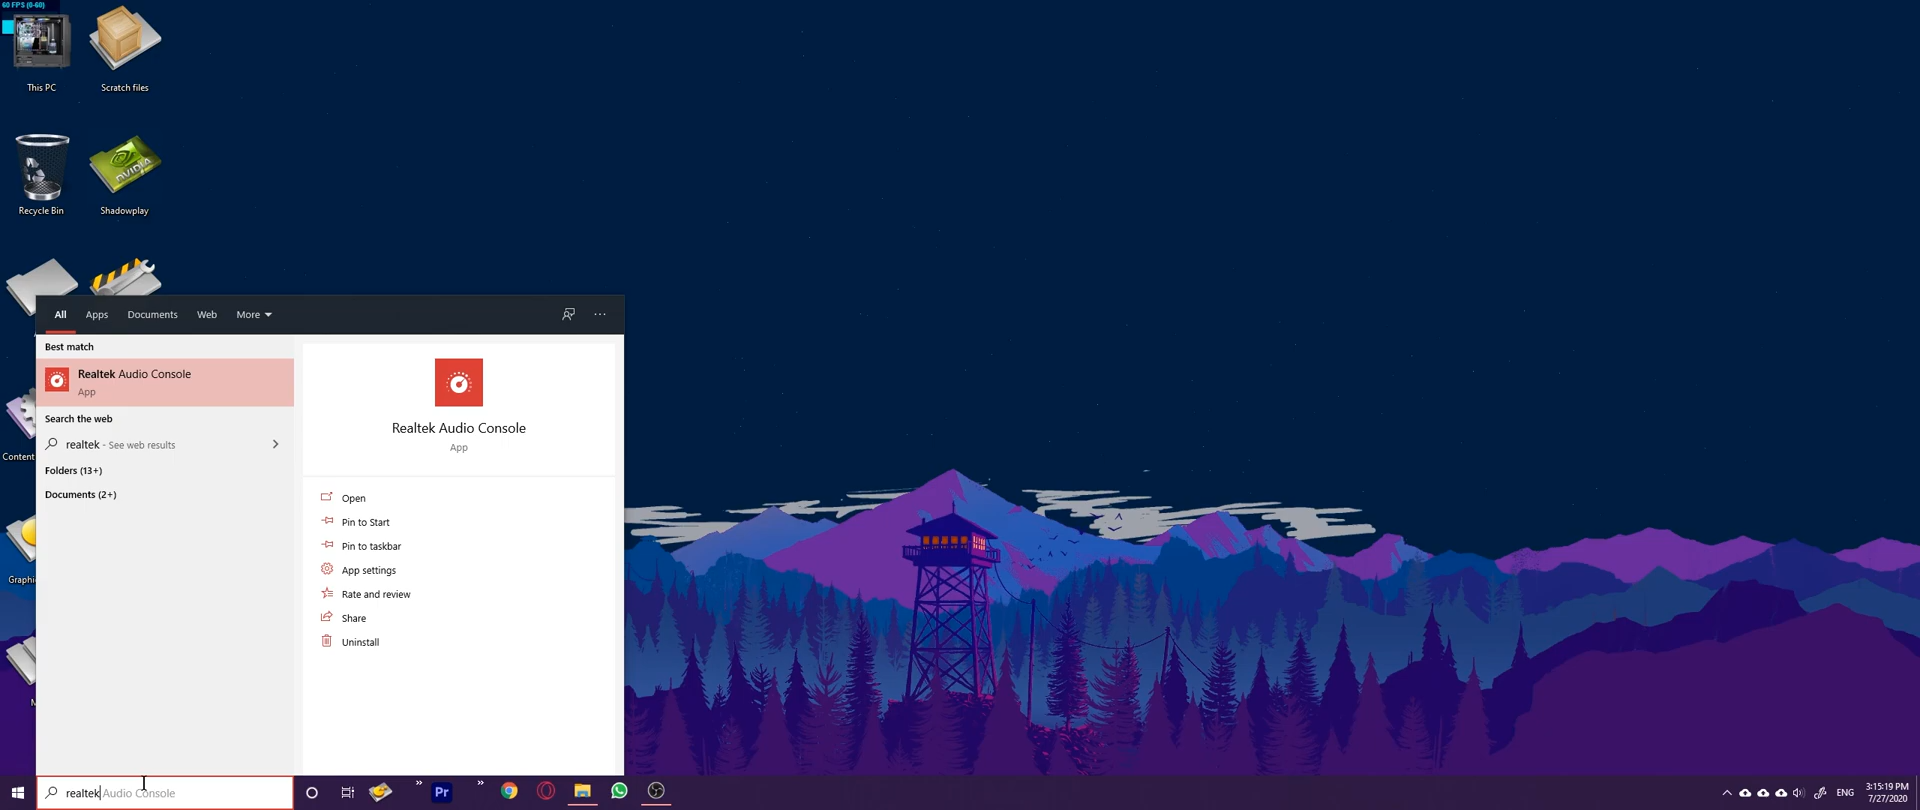 60 FPS (0-60)
This PC
Scratch files
Recycle Bin
NVIDIA
Shadowplay
All Apps Documents Web More
Best match
Realtek Audio Console
App
Search the web
realtek - See web results
Folders (13+)
Documents (2+)
Realtek Audio Console
App
Open
Pin to Start
Pin to taskbar
App settings
Rate and review
Share
Uninstall
Content
Graphic
M
realtek Audio Console
»
Pr
»
ENG
3:15:19 PM
7/27/2020